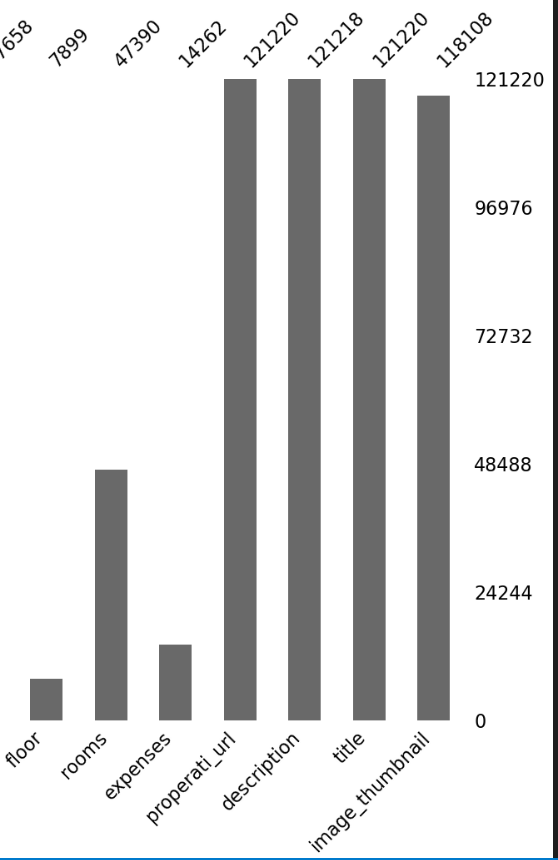 7658
7899
47390
14262
121220
121218
121220
118108
121220
96976
72732
48488
24244
0
floor
rooms
expenses
properati_url
description
title
image_thumbnail